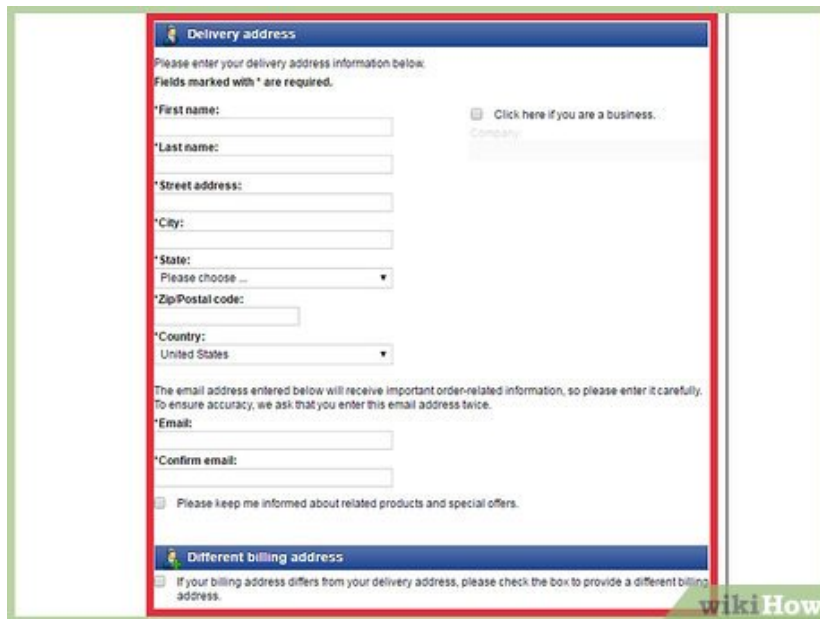 Delivery address
Please enter your delivery address information below.
Fields marked with * are required.
*First name:
Click here if you are a business.
Company:
*Last name:
*Street address:
*City:
*State:
Please choose ...
*Zip/Postal code:
*Country:
United States
The email address entered below will receive important order-related information, so please enter it carefully.
To ensure accuracy, we ask that you enter this email address twice.
*Email:
*Confirm email:
Please keep me informed about related products and special offers.
Different billing address
If your billing address differs from your delivery address, please check the box to provide a different billing
address.
wikiHow